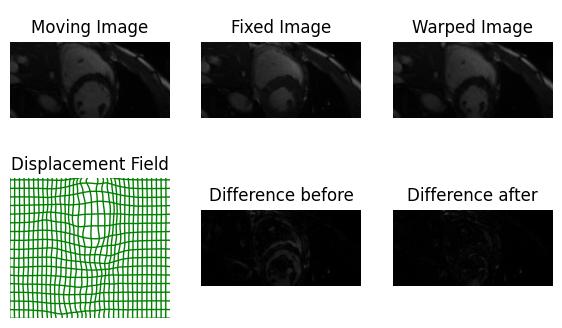 Moving Image
Fixed Image
Warped Image
Displacement Field
Difference before
Difference after